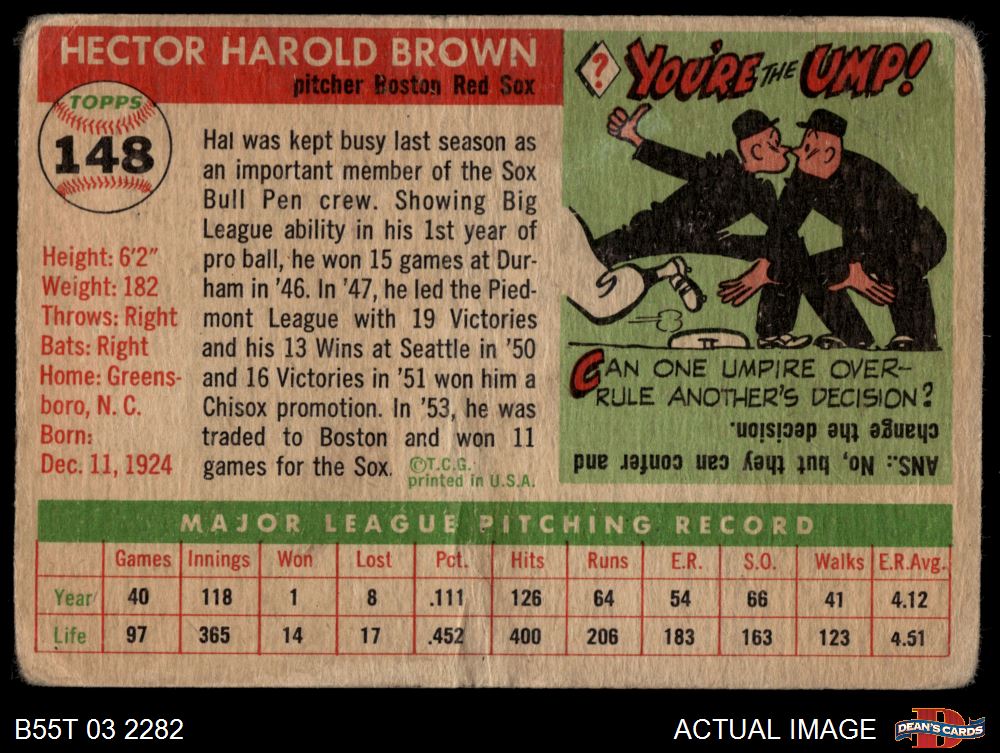 HECTOR HAROLD BROWN
pitcher Boston Red Sox
TOPPS
148
Hal was kept busy last season as
an important member of the Sox
Bull Pen crew. Showing Big
League ability in his 1st year of
pro ball, he won 15 games at Dur-
ham in '46. In '47, he led the Pied-
mont League with 19 Victories
and his 13 Wins at Seattle in '50
and 16 Victories in '51 won him a
Chisox promotion. In '53, he was
traded to Boston and won 11
games for the Sox.
©T.C.G.
printed in U.S.A.
Height: 6'2"
Weight: 182
Throws: Right
Bats: Right
Home: Greens-
boro, N. C.
Born:
Dec. 11, 1924
? YOU'RE THE UMP!
CAN ONE UMPIRE OVER-
RULE ANOTHER'S DECISION?
ANS.: No, but they can confer and
change the decision.
MAJOR LEAGUE PITCHING RECORD
Games Innings Won Lost Pct. Hits Runs E.R. S.O. Walks E.R.Avg.
Year 40 118 1 8 .111 126 64 54 66 41 4.12
Life 97 365 14 17 .452 400 206 183 163 123 4.51
B55T 03 2282
ACTUAL IMAGE
DEAN'S CARDS